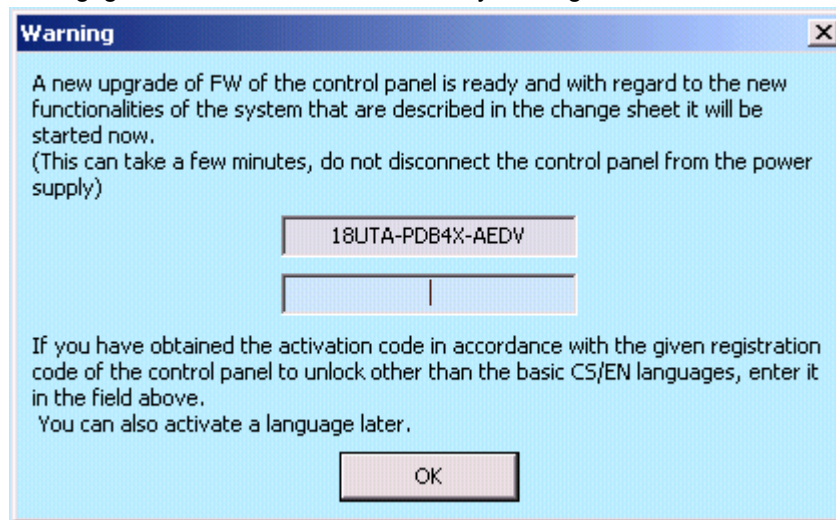 Warning
A new upgrade of FW of the control panel is ready and with regard to the new
functionalities of the system that are described in the change sheet it will be
started now.
(This can take a few minutes, do not disconnect the control panel from the power
supply)
18UTA-PDB4X-AEDV
If you have obtained the activation code in accordance with the given registration
code of the control panel to unlock other than the basic CS/EN languages, enter it
in the field above.
You can also activate a language later.
OK